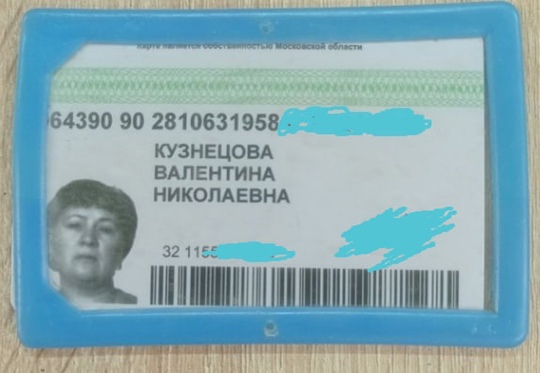 карта является собственностью Московской области
64390 90 2810631958
КУЗНЕЦОВА
ВАЛЕНТИНА
НИКОЛАЕВНА
32 1155